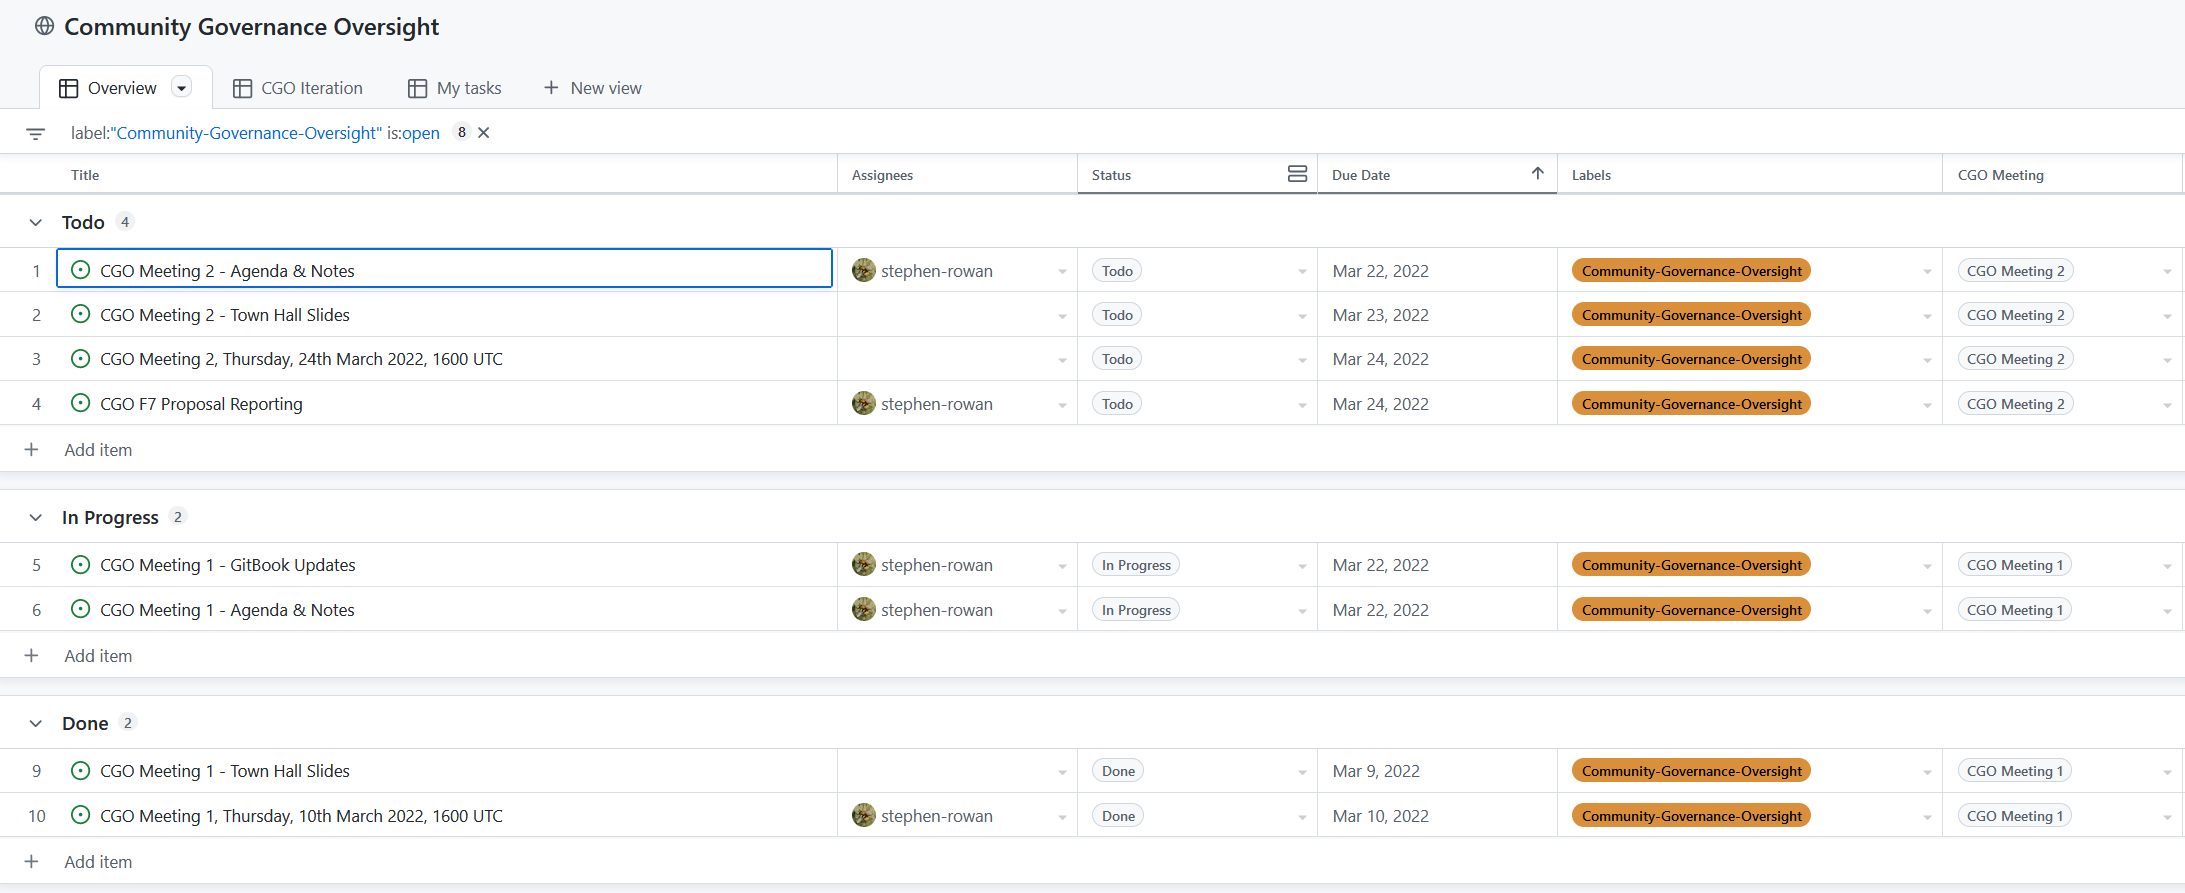 Community Governance Oversight
Overview CGO Iteration My tasks New view
label:"Community-Governance-Oversight" is:open 8
Title Assignees Status Due Date Labels CGO Meeting
Todo 4
1 CGO Meeting 2 - Agenda & Notes stephen-rowan Todo Mar 22, 2022 Community-Governance-Oversight CGO Meeting 2
2 CGO Meeting 2 - Town Hall Slides Todo Mar 23, 2022 Community-Governance-Oversight CGO Meeting 2
3 CGO Meeting 2, Thursday, 24th March 2022, 1600 UTC Todo Mar 24, 2022 Community-Governance-Oversight CGO Meeting 2
4 CGO F7 Proposal Reporting stephen-rowan Todo Mar 24, 2022 Community-Governance-Oversight CGO Meeting 2
Add item
In Progress 2
5 CGO Meeting 1 - GitBook Updates stephen-rowan In Progress Mar 22, 2022 Community-Governance-Oversight CGO Meeting 1
6 CGO Meeting 1 - Agenda & Notes stephen-rowan In Progress Mar 22, 2022 Community-Governance-Oversight CGO Meeting 1
Add item
Done 2
9 CGO Meeting 1 - Town Hall Slides Done Mar 9, 2022 Community-Governance-Oversight CGO Meeting 1
10 CGO Meeting 1, Thursday, 10th March 2022, 1600 UTC stephen-rowan Done Mar 10, 2022 Community-Governance-Oversight CGO Meeting 1
Add item